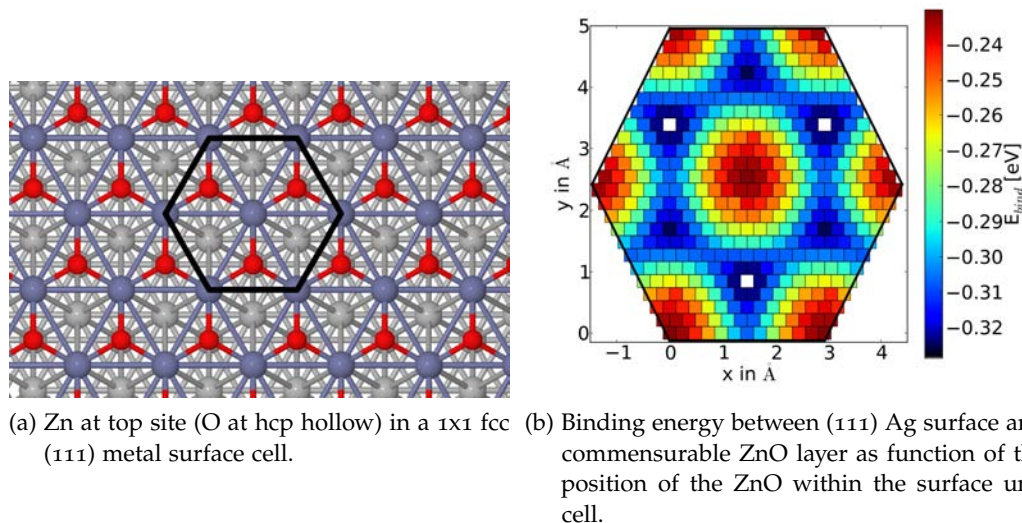 5
4
3
2
1
0
y in Å
−1 0 1 2 3 4
x in Å
−0.24
−0.25
−0.26
−0.27
−0.28
−0.29
−0.30
−0.31
−0.32
E_bind [eV]
(a) Zn at top site (O at hcp hollow) in a 1x1 fcc
(111) metal surface cell.
(b) Binding energy between (111) Ag surface an
commensurable ZnO layer as function of th
position of the ZnO within the surface un
cell.